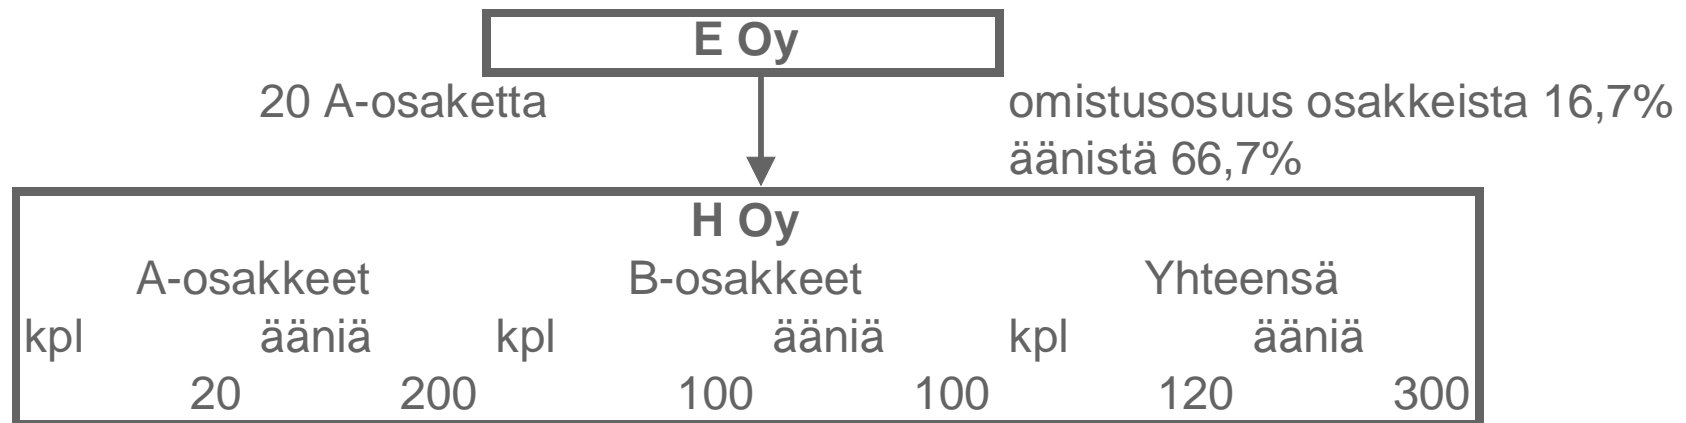 E Oy
20 A-osaketta omistusosuus osakkeista 16,7%
äänistä 66,7%
H Oy
A-osakkeet B-osakkeet Yhteensä
kpl ääniä kpl ääniä kpl ääniä
20 200 100 100 120 300